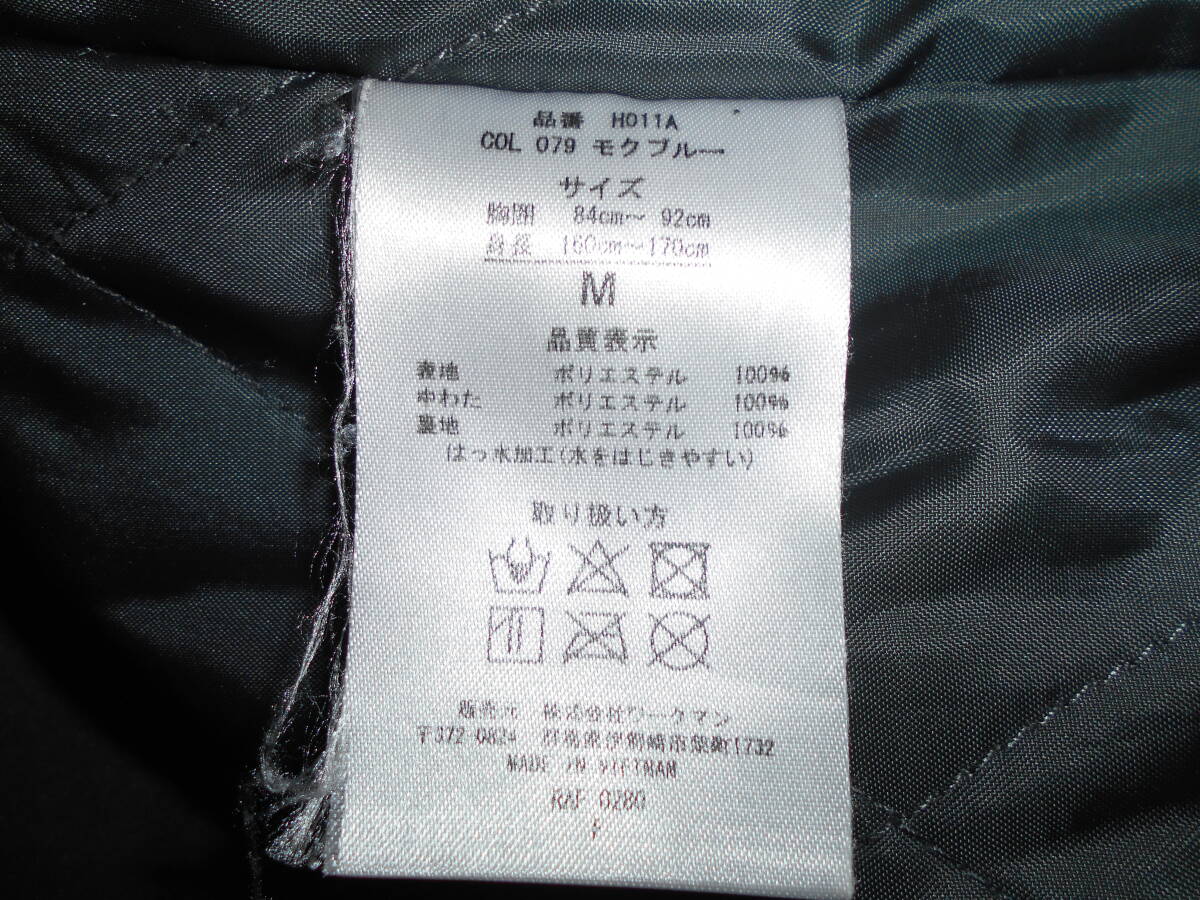 品番 H011A
COL 079 モクブルー
サイズ
胸囲 84cm～ 92cm
身長 160cm～170cm
M
品質表示
表地 ポリエステル 100%
中わた ポリエステル 100%
裏地 ポリエステル 100%
はっ水加工(水をはじきやすい)
取り扱い方
販売元 株式会社ワークマン
〒372-0824 群馬県伊勢崎市柴町1732
MADE IN VIETNAM
RAF 0280